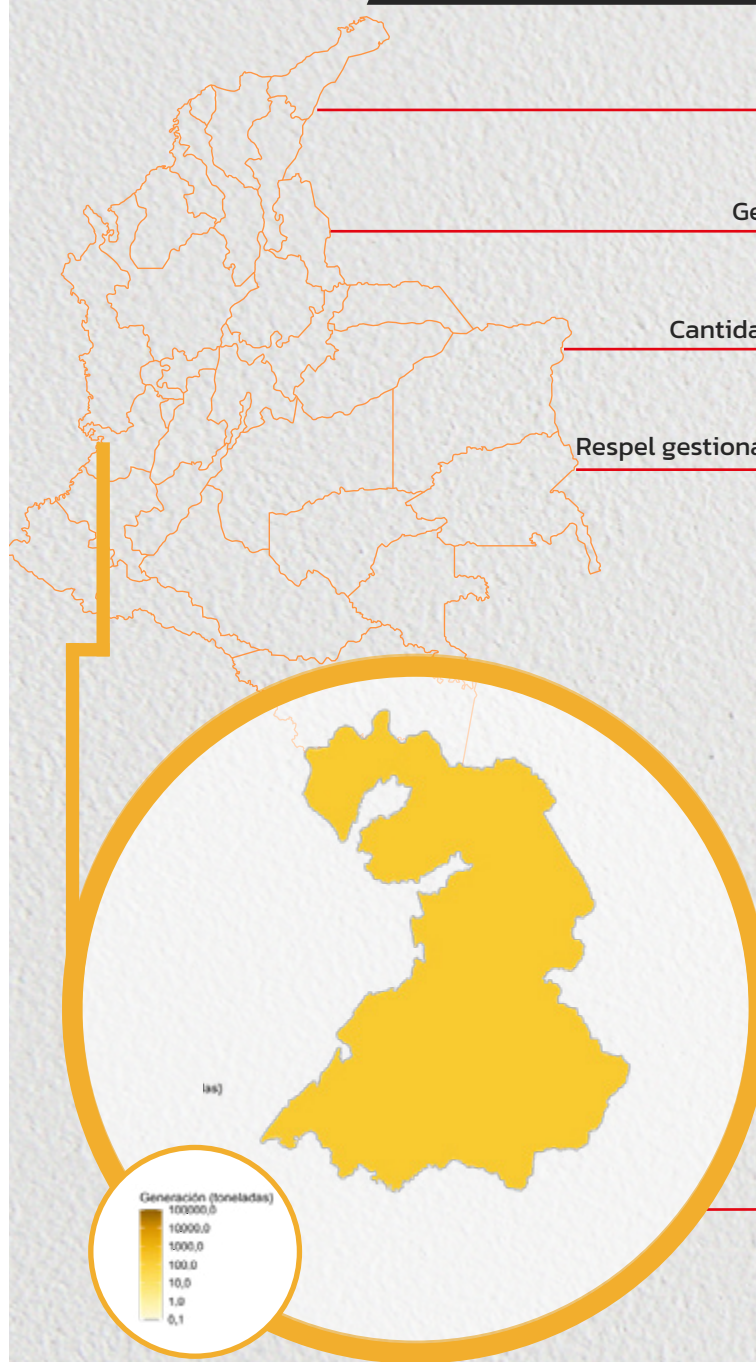 Ge
Cantida
Respel gestiona
las)
Generación (toneladas)
100000,0
10000,0
1000,0
100,0
10,0
1,0
0,1